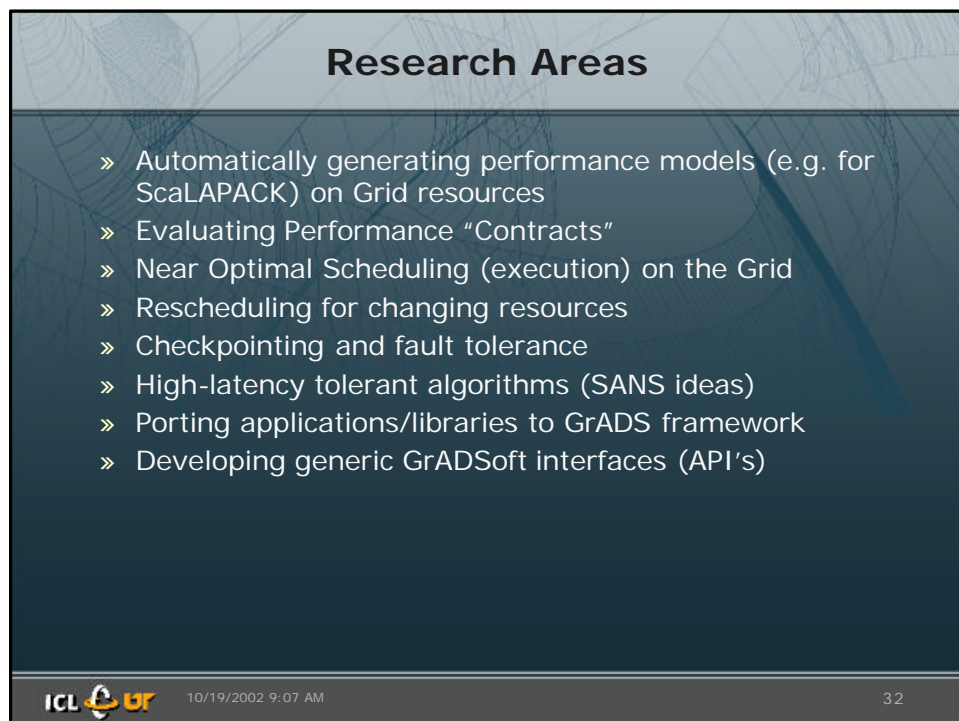 Research Areas
» Automatically generating performance models (e.g. for
ScaLAPACK) on Grid resources
» Evaluating Performance “Contracts”
» Near Optimal Scheduling (execution) on the Grid
» Rescheduling for changing resources
» Checkpointing and fault tolerance
» High-latency tolerant algorithms (SANS ideas)
» Porting applications/libraries to GrADS framework
» Developing generic GrADSoft interfaces (API’s)
ICL UT 10/19/2002 9:07 AM 32